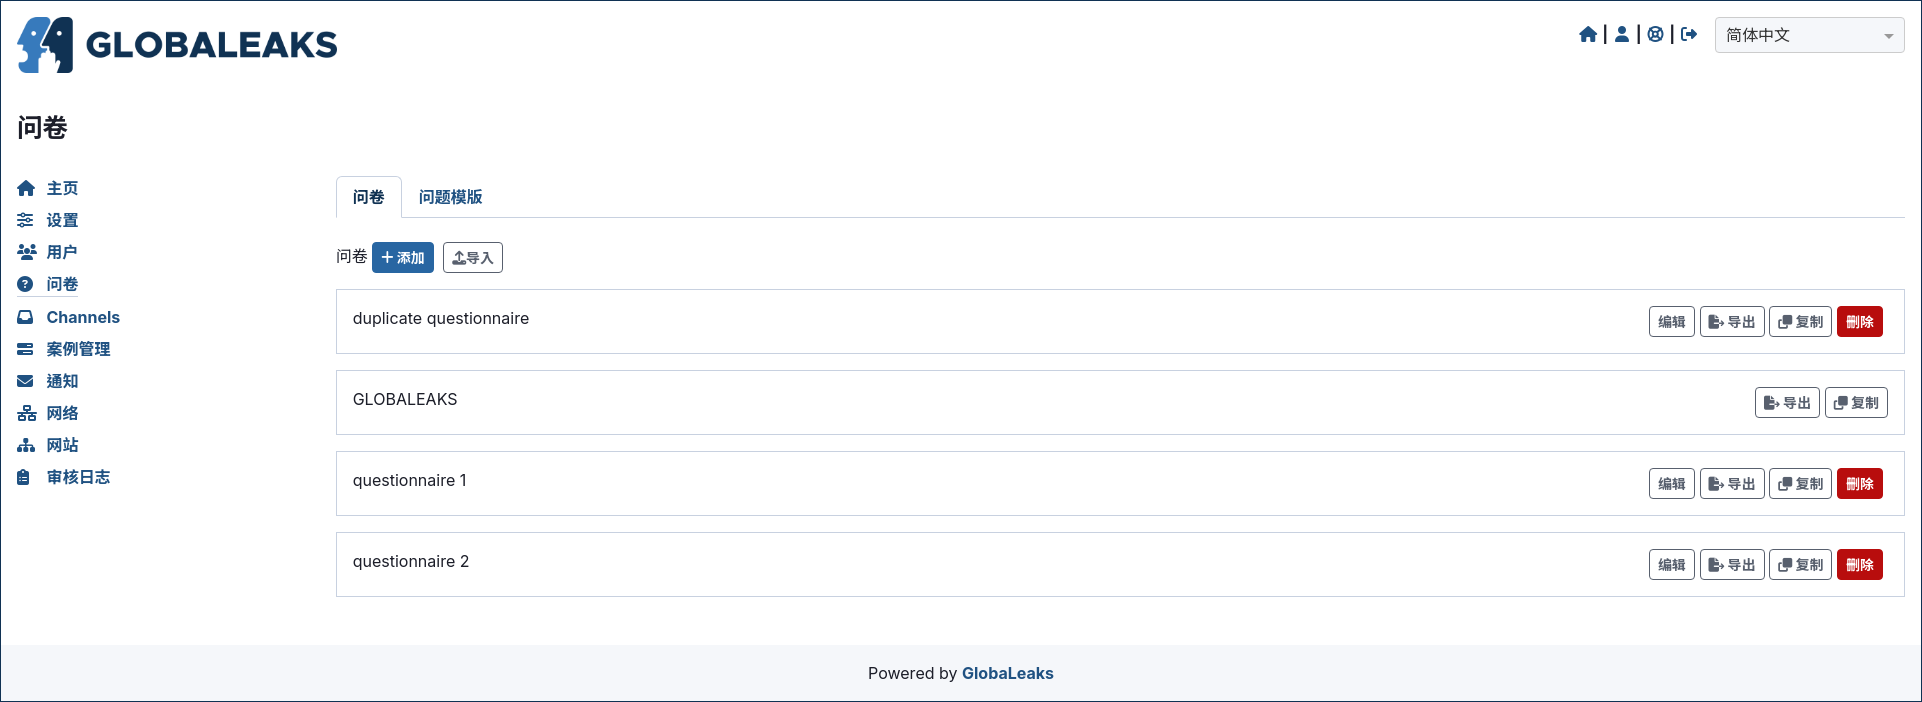 GLOBALEAKS
简体中文
问卷
主页
设置
用户
问卷
Channels
案例管理
通知
网络
网站
审核日志
问卷 问题模版
问卷 添加 导入
duplicate questionnaire 编辑 导出 复制 删除
GLOBALEAKS 导出 复制
questionnaire 1 编辑 导出 复制 删除
questionnaire 2 编辑 导出 复制 删除
Powered by GlobaLeaks